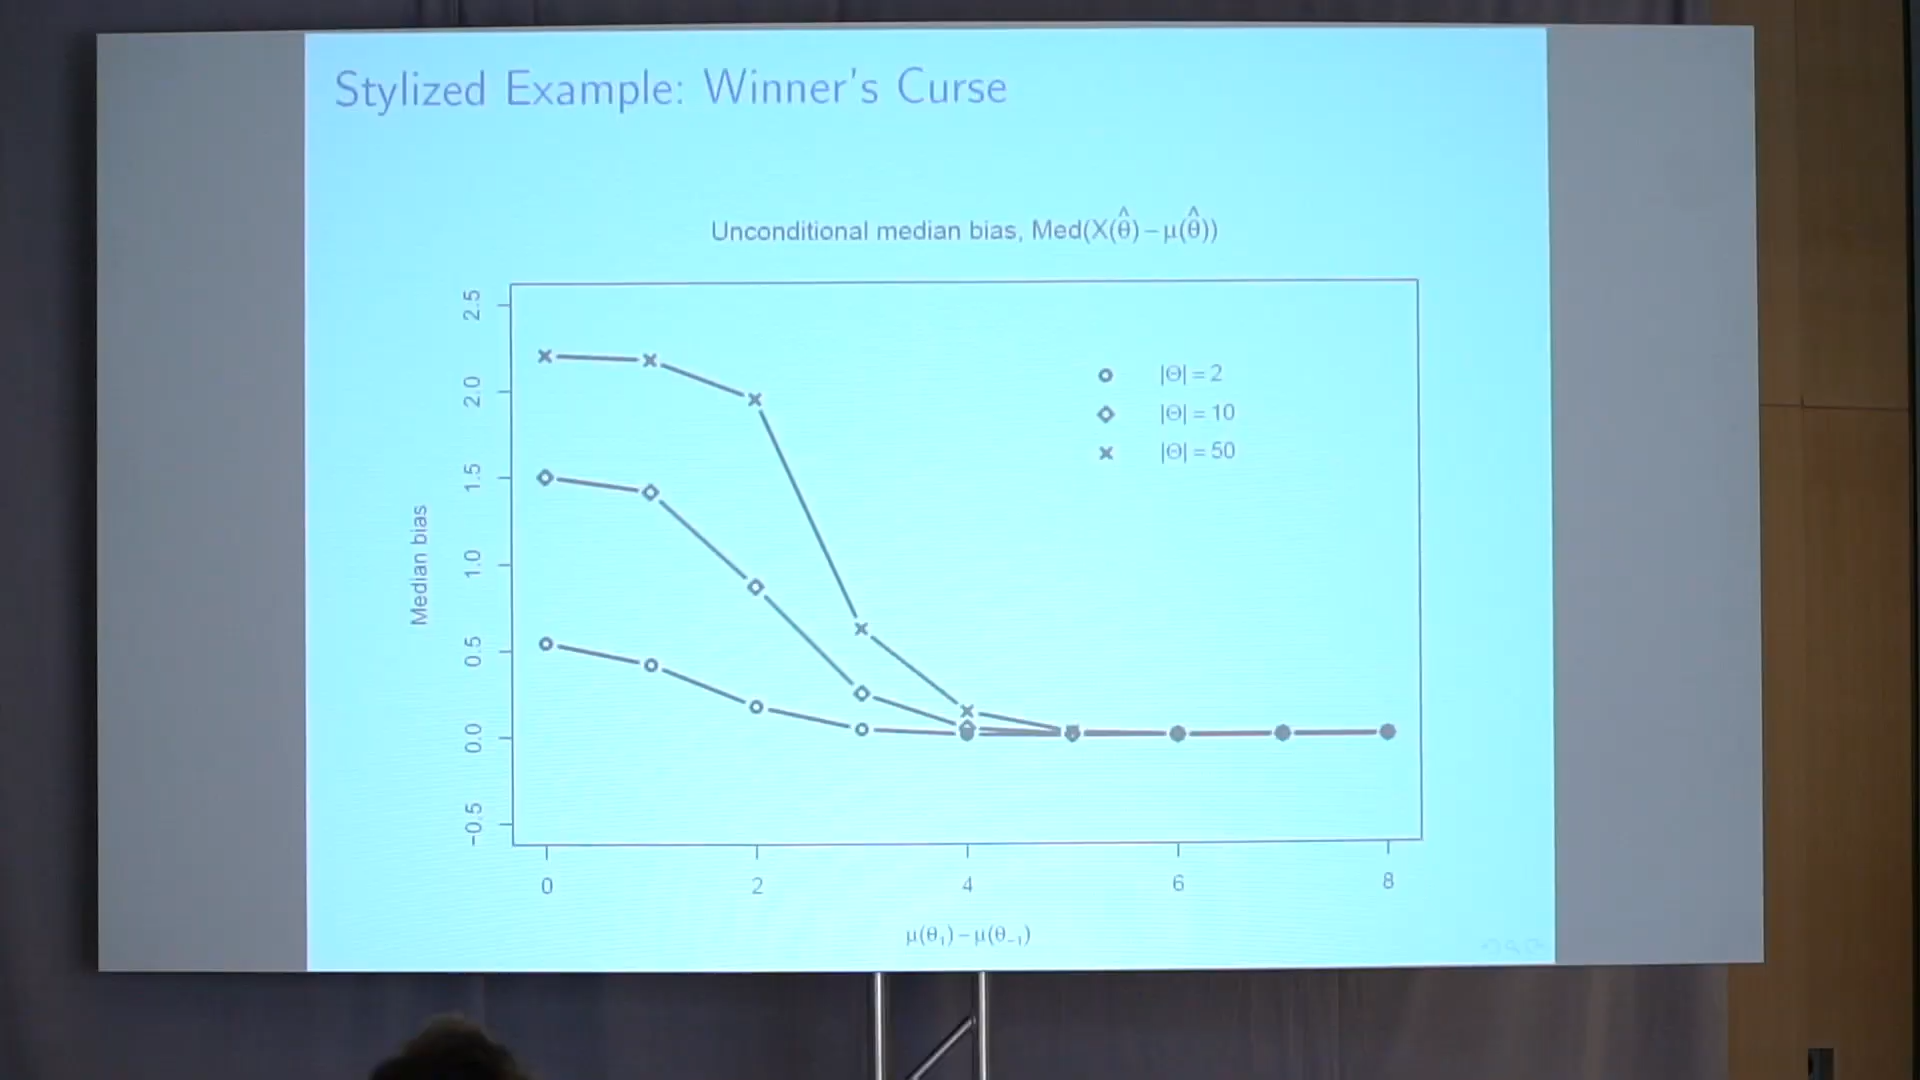 Stylized Example: Winner's Curse
Unconditional median bias, Med(X(θ̂) − μ(θ̂))
2.5
2.0
1.5
1.0
0.5
0.0
−0.5
Median bias
|Θ| = 2
|Θ| = 10
|Θ| = 50
0 2 4 6 8
μ(θ₁) − μ(θ₋₁)